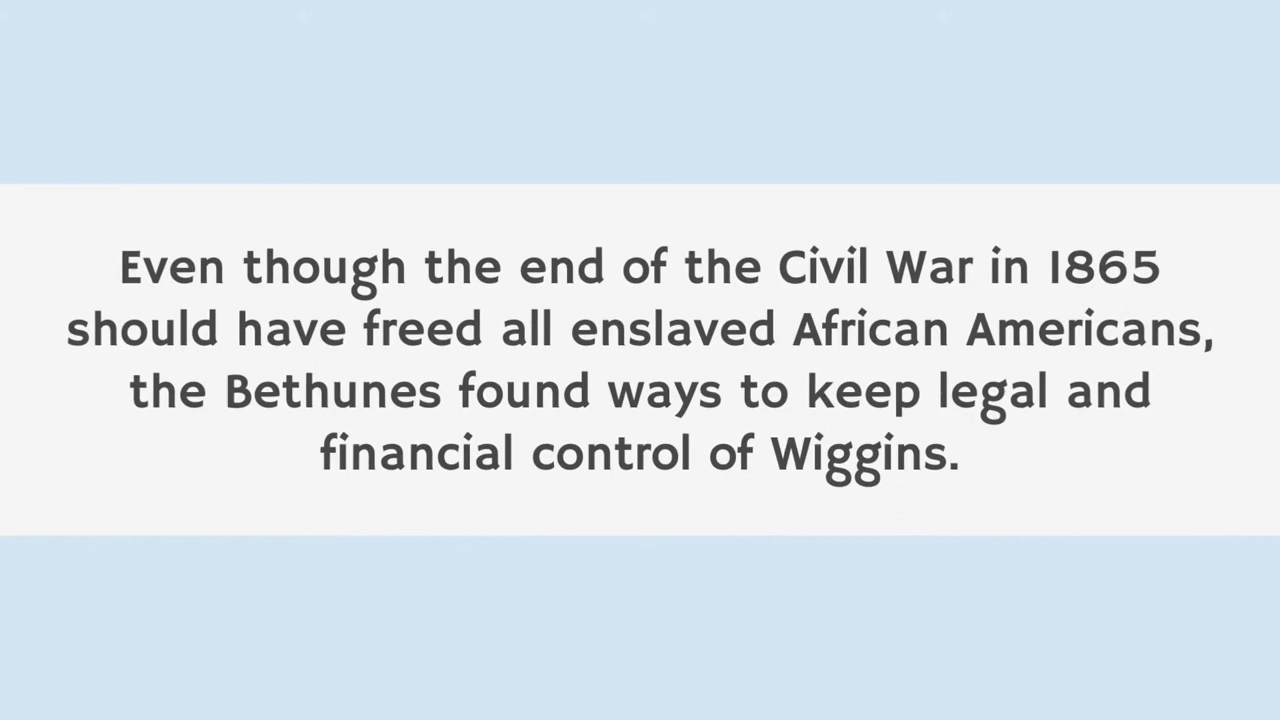 Even though the end of the Civil War in 1865
should have freed all enslaved African Americans,
the Bethunes found ways to keep legal and
financial control of Wiggins.